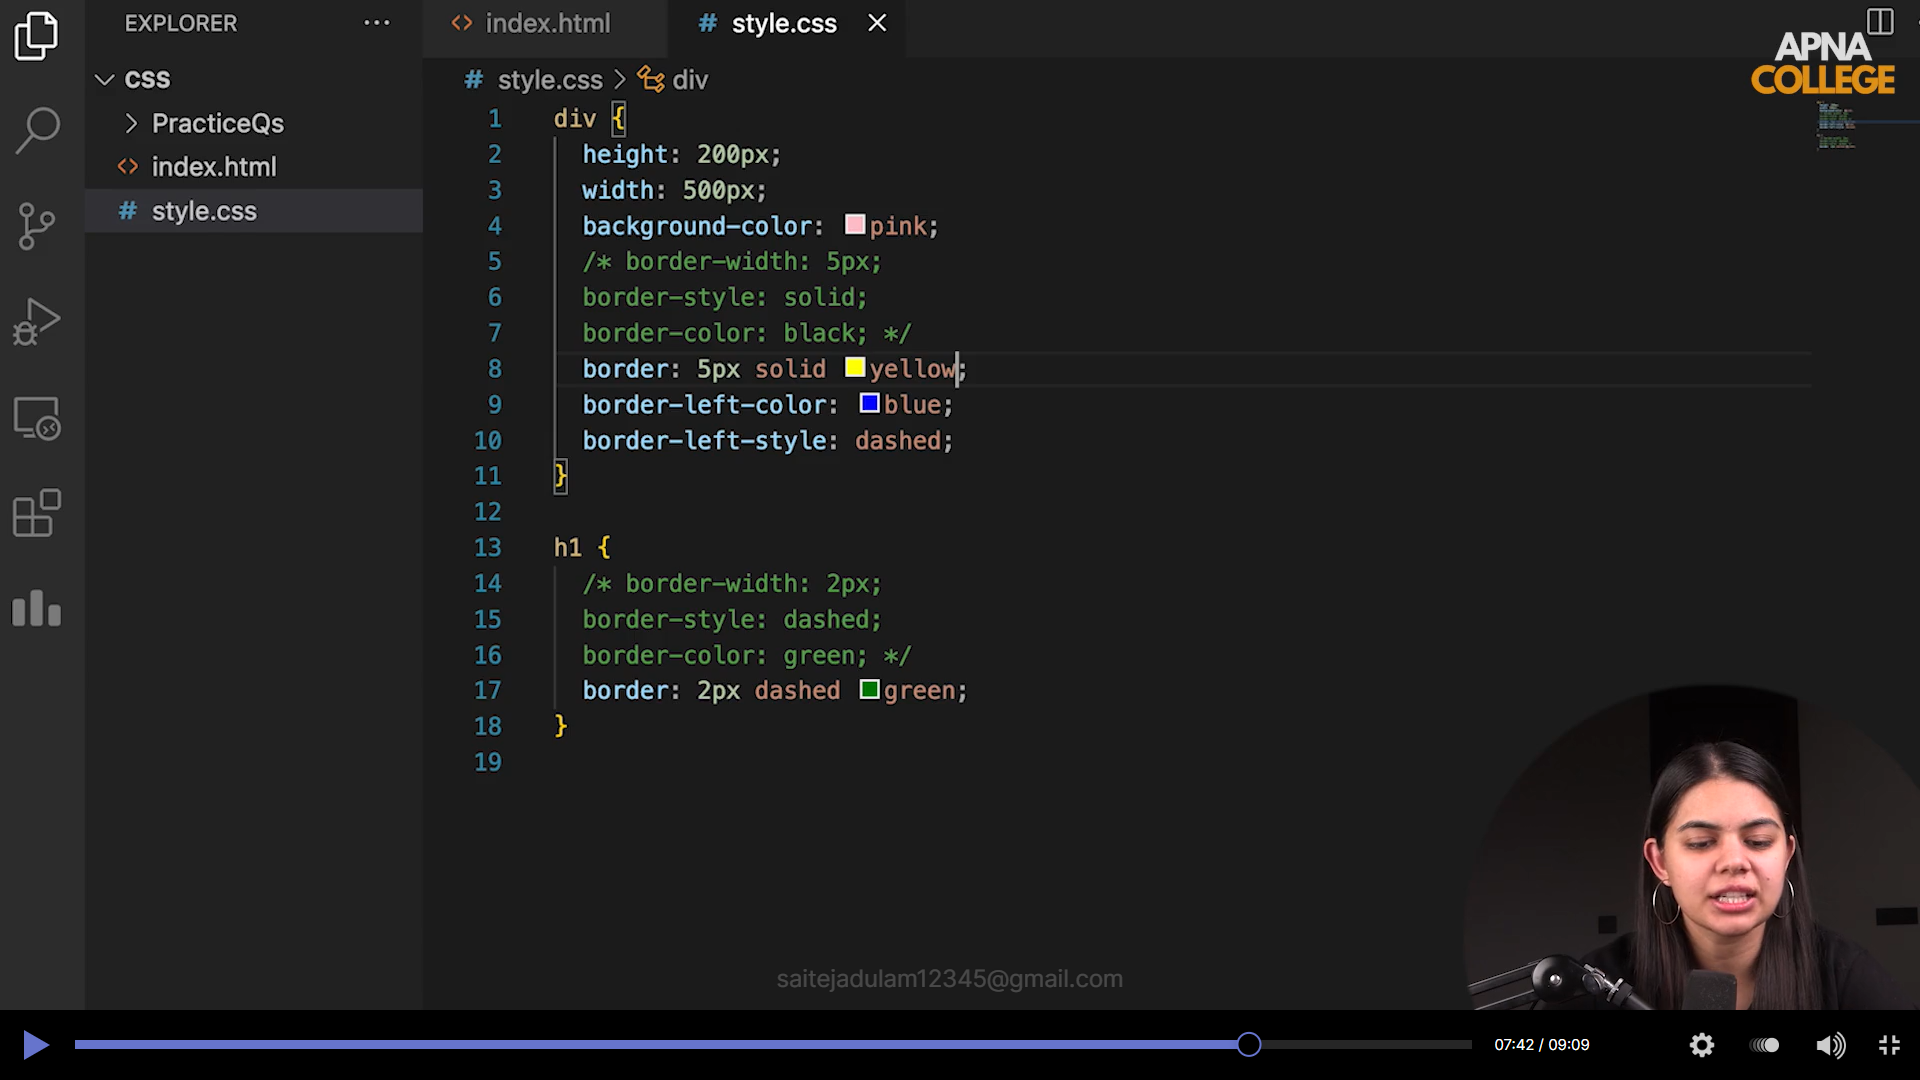 EXPLORER
index.html
# style.css
APNA
COLLEGE
css
PracticeQs
index.html
# style.css
# style.css > div
1 div {
2 height: 200px;
3 width: 500px;
4 background-color: pink;
5 /* border-width: 5px;
6 border-style: solid;
7 border-color: black; */
8 border: 5px solid yellow;
9 border-left-color: blue;
10 border-left-style: dashed;
11 }
12
13 h1 {
14 /* border-width: 2px;
15 border-style: dashed;
16 border-color: green; */
17 border: 2px dashed green;
18 }
19
saitejadulam12345@gmail.com
07:42 / 09:09